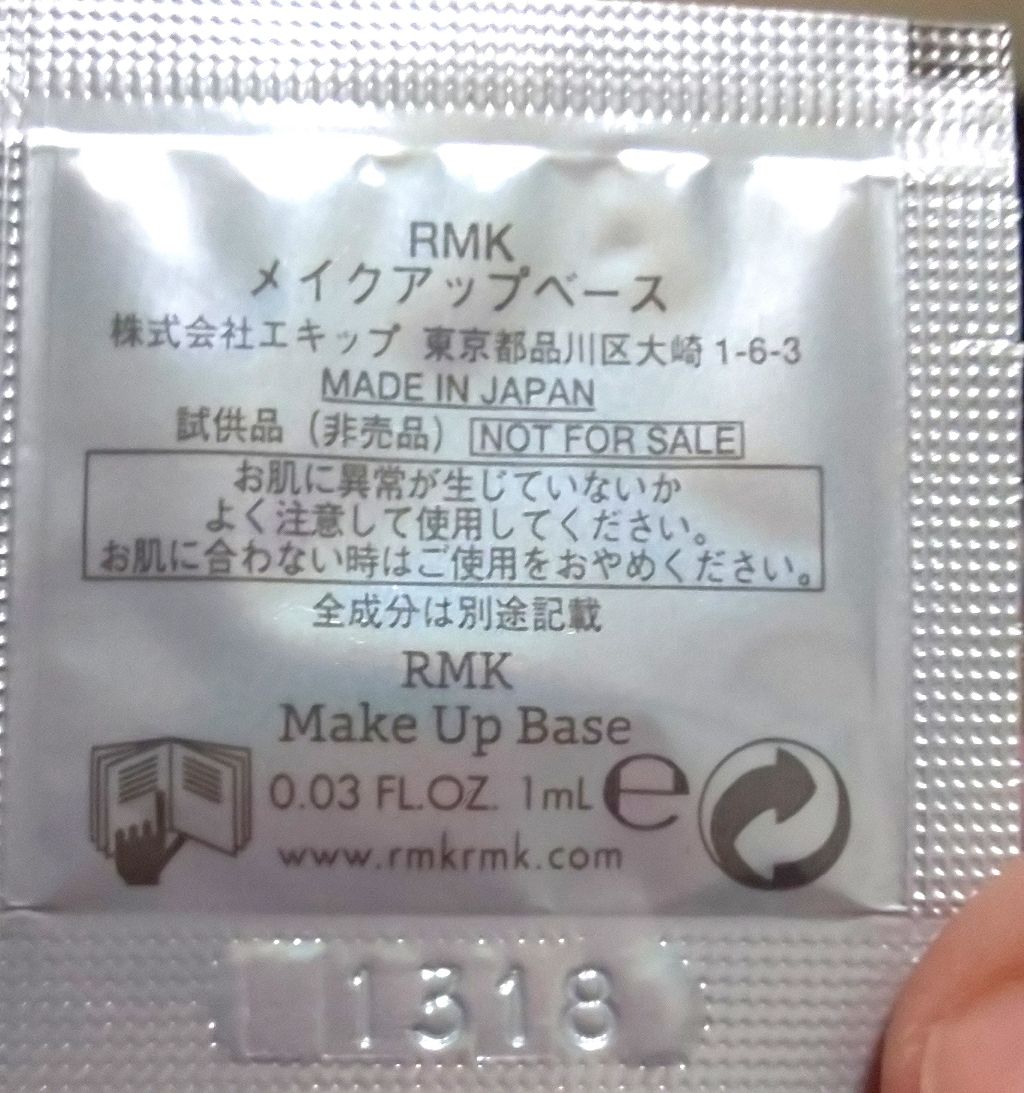 RMK
メイクアップベース
株式会社エキップ 東京都品川区大崎1-6-3
MADE IN JAPAN
試供品（非売品） NOT FOR SALE
お肌に異常が生じていないか
よく注意して使用してください。
お肌に合わない時はご使用をおやめください。
全成分は別途記載
RMK
Make Up Base
0.03 FL.OZ. 1mL e
www.rmkrmk.com
1318